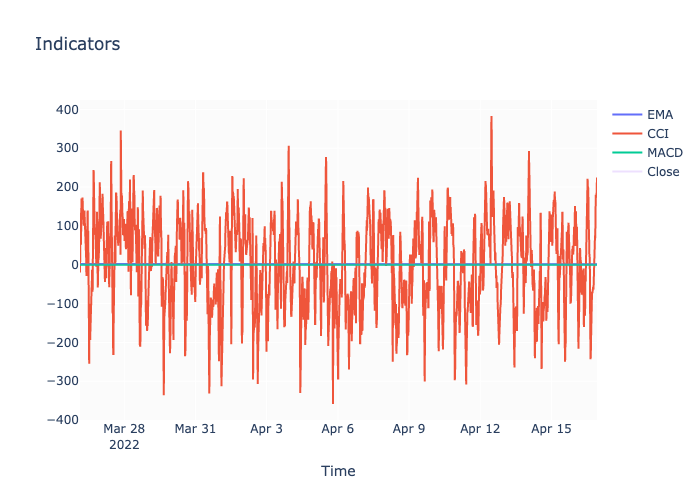 Indicators
400
300
200
100
0
−100
−200
−300
−400
Mar 28
2022
Mar 31
Apr 3
Apr 6
Apr 9
Apr 12
Apr 15
Time
EMA
CCI
MACD
Close